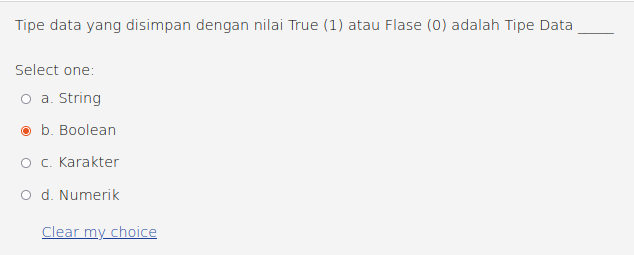 Tipe data yang disimpan dengan nilai True (1) atau Flase (0) adalah Tipe Data _____
Select one:
a. String
b. Boolean
c. Karakter
d. Numerik
Clear my choice